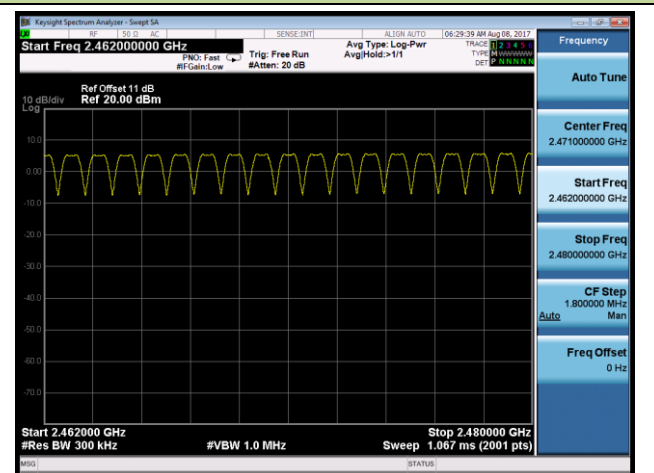 Keysight Spectrum Analyzer - Swept SA
RF 50 Ω AC SENSE:INT ALIGN AUTO 06:29:39 AM Aug 08, 2017
Start Freq 2.462000000 GHz
PNO: Fast
#IFGain:Low
Trig: Free Run
#Atten: 20 dB
Avg Type: Log-Pwr
Avg|Hold:>1/1
TRACE 1 2 3 4 5 6
TYPE M WWWWW
DET P N N N N N
Ref Offset 11 dB
10 dB/div Ref 20.00 dBm
Log
10.0
0.00
-10.0
-20.0
-30.0
-40.0
-50.0
-60.0
-70.0
Start 2.462000 GHz Stop 2.480000 GHz
#Res BW 300 kHz #VBW 1.0 MHz Sweep 1.067 ms (2001 pts)
MSG STATUS
Frequency
Auto Tune
Center Freq
2.471000000 GHz
Start Freq
2.462000000 GHz
Stop Freq
2.480000000 GHz
CF Step
1.800000 MHz
Auto Man
Freq Offset
0 Hz